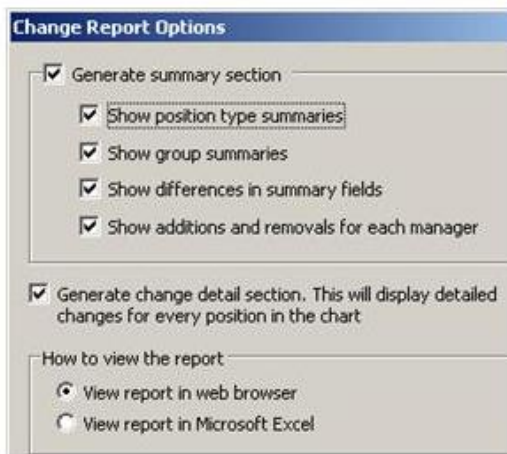 Change Report Options
Generate summary section
Show position type summaries
Show group summaries
Show differences in summary fields
Show additions and removals for each manager
Generate change detail section. This will display detailed
changes for every position in the chart
How to view the report
View report in web browser
View report in Microsoft Excel